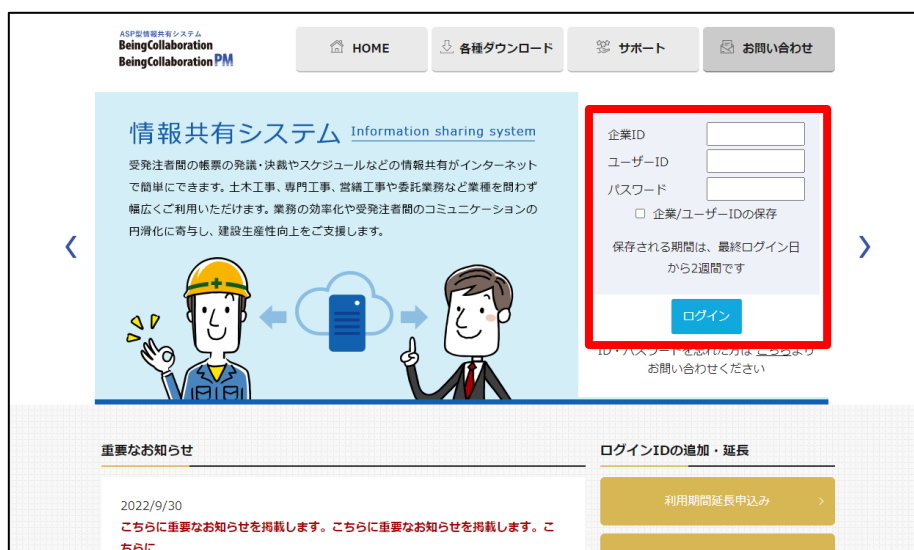 ASP型情報共有システム
BeingCollaboration
BeingCollaboration PM
HOME
各種ダウンロード
サポート
お問い合わせ
情報共有システム Information sharing system
受発注者間の帳票の発議・決裁やスケジュールなどの情報共有がインターネット
で簡単にできます。土木工事、専門工事、営繕工事や委託業務など業種を問わず
幅広くご利用いただけます。業務の効率化や受発注者間のコミュニケーションの
円滑化に寄与し、建設生産性向上をご支援します。
企業ID
ユーザーID
パスワード
企業/ユーザーIDの保存
保存される期間は、最終ログイン日
から2週間です
ログイン
ID・パスワードを忘れた方は こちらより
お問い合わせください
重要なお知らせ
2022/9/30
こちらに重要なお知らせを掲載します。こちらに重要なお知らせを掲載します。こ
ちらに
ログインIDの追加・延長
利用期間延長申込み